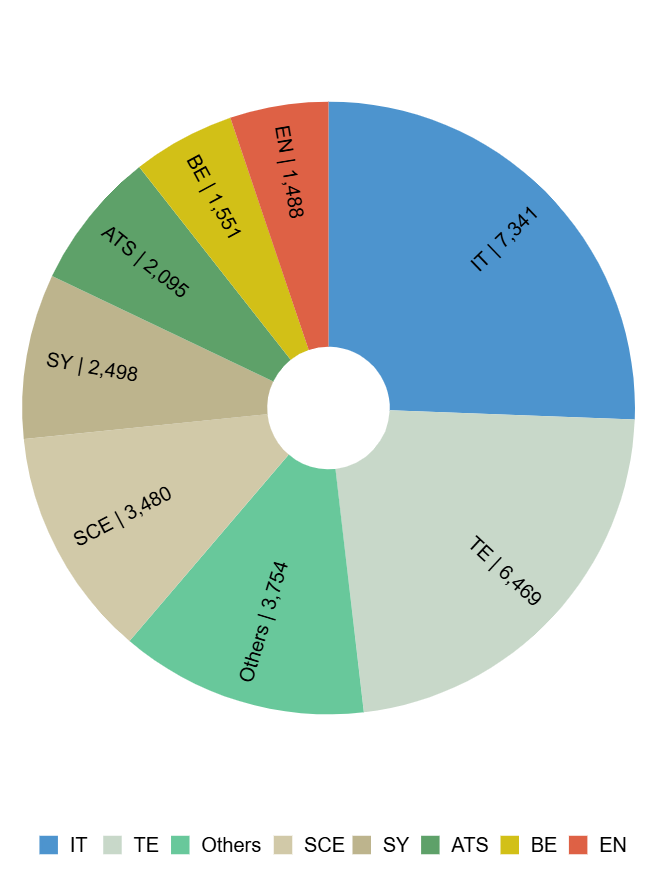 EN | 1,488
BE | 1,551
IT | 7,341
ATS | 2,095
SY | 2,498
SCE | 3,480
TE | 6,469
Others | 3,754
IT TE Others SCE SY ATS BE EN